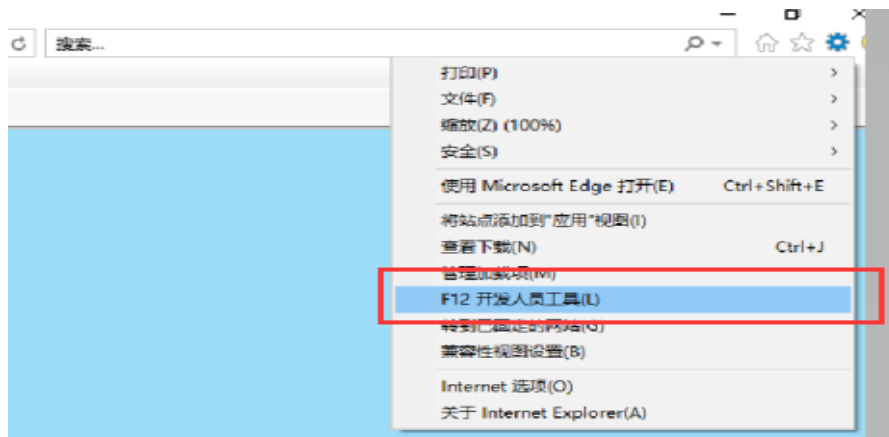 搜索...
打印(P)
文件(F)
缩放(Z) (100%)
安全(S)
使用 Microsoft Edge 打开(E) Ctrl+Shift+E
将站点添加到"应用"视图(I)
查看下载(N) Ctrl+J
管理加载项(M)
F12 开发人员工具(L)
转到已固定的网站(G)
兼容性视图设置(B)
Internet 选项(O)
关于 Internet Explorer(A)